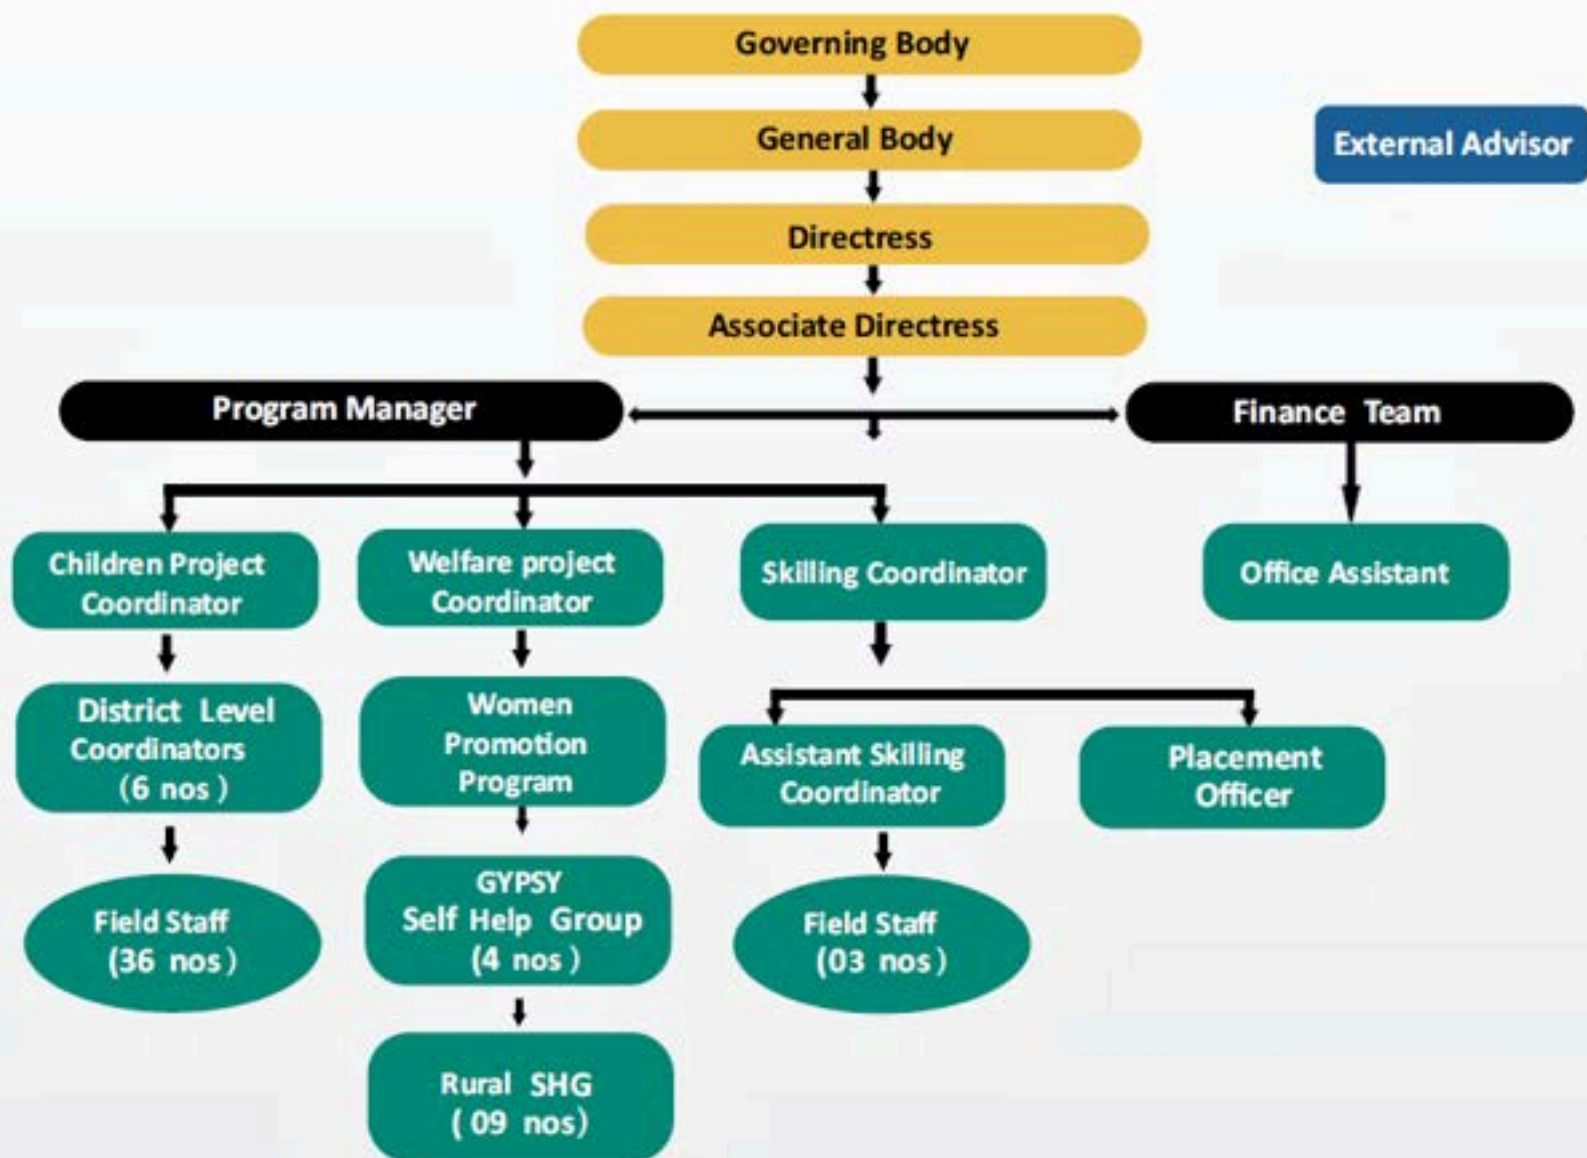 Governing Body
General Body
External Advisor
Directress
Associate Directress
Program Manager
Finance Team
Children Project
Coordinator
Welfare project
Coordinator
Skilling Coordinator
Office Assistant
District Level
Coordinators
(6 nos)
Women
Promotion
Program
Assistant Skilling
Coordinator
Placement
Officer
Field Staff
(36 nos)
GYPSY
Self Help Group
(4 nos)
Field Staff
(03 nos)
Rural SHG
( 09 nos)